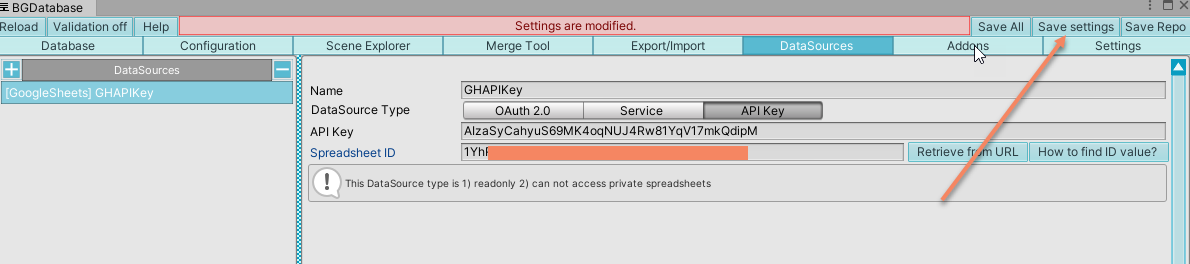 BGDatabase
Reload Validation off Help Settings are modified. Save All Save settings Save Repo
Database Configuration Scene Explorer Merge Tool Export/Import DataSources Addons Settings
DataSources
[GoogleSheets] GHAPIKey
Name GHAPIKey
DataSource Type OAuth 2.0 Service API Key
API Key AIzaSyCahyuS69MK4oqNUJ4Rw81YqV17mkQdipM
Spreadsheet ID 1Yh Retrieve from URL How to find ID value?
This DataSource type is 1) readonly 2) can not access private spreadsheets